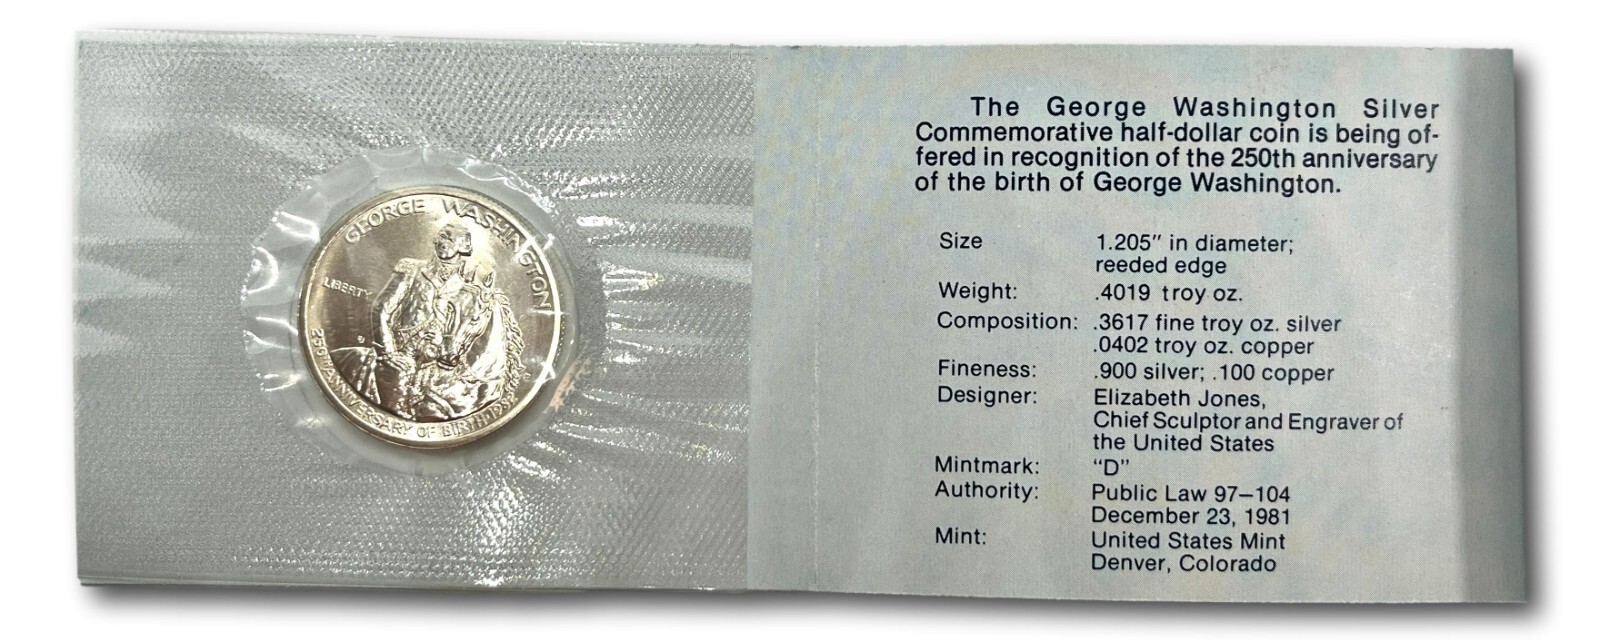 GEORGE WASHINGTON
LIBERTY
250TH ANNIVERSARY OF BIRTH 1982
The George Washington Silver
Commemorative half-dollar coin is being of-
fered in recognition of the 250th anniversary
of the birth of George Washington.
Size 1.205″ in diameter;
reeded edge
Weight: .4019 troy oz.
Composition: .3617 fine troy oz. silver
.0402 troy oz. copper
Fineness: .900 silver; .100 copper
Designer: Elizabeth Jones,
Chief Sculptor and Engraver of
the United States
Mintmark: “D”
Authority: Public Law 97–104
December 23, 1981
Mint: United States Mint
Denver, Colorado